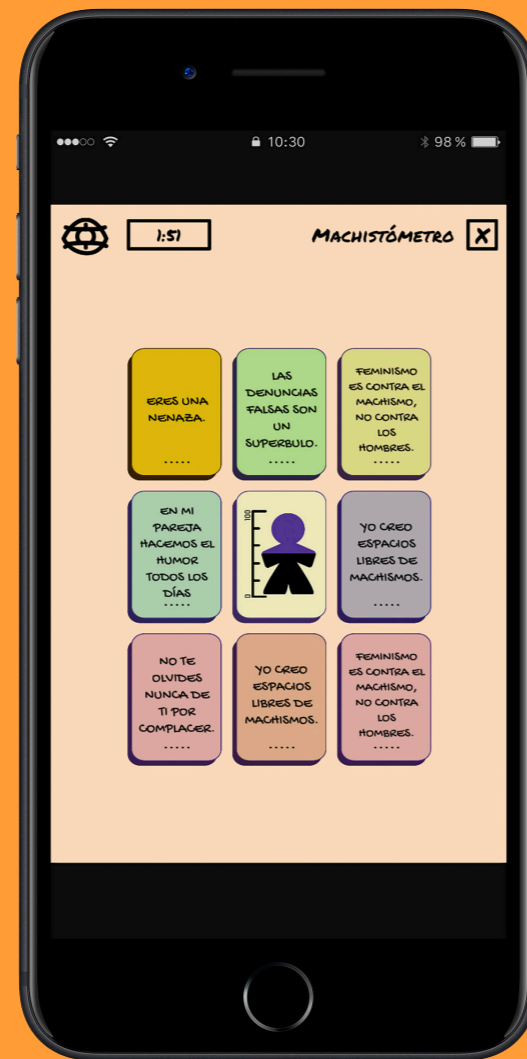 10:30
98 %
1:51
MACHISTÓMETRO X
ERES UNA
NENAZA.
.....
LAS
DENUNCIAS
FALSAS SON
UN
SUPERBULO.
.....
FEMINISMO
ES CONTRA EL
MACHISMO,
NO CONTRA
LOS
HOMBRES.
.....
EN MI
PAREJA
HACEMOS EL
HUMOR
TODOS LOS
DÍAS
.....
100
0
YO CREO
ESPACIOS
LIBRES DE
MACHISMOS.
.....
NO TE
OLVIDES
NUNCA DE
TI POR
COMPLACER.
.....
YO CREO
ESPACIOS
LIBRES DE
MACHISMOS.
.....
FEMINISMO
ES CONTRA EL
MACHISMO,
NO CONTRA
LOS
HOMBRES.
.....